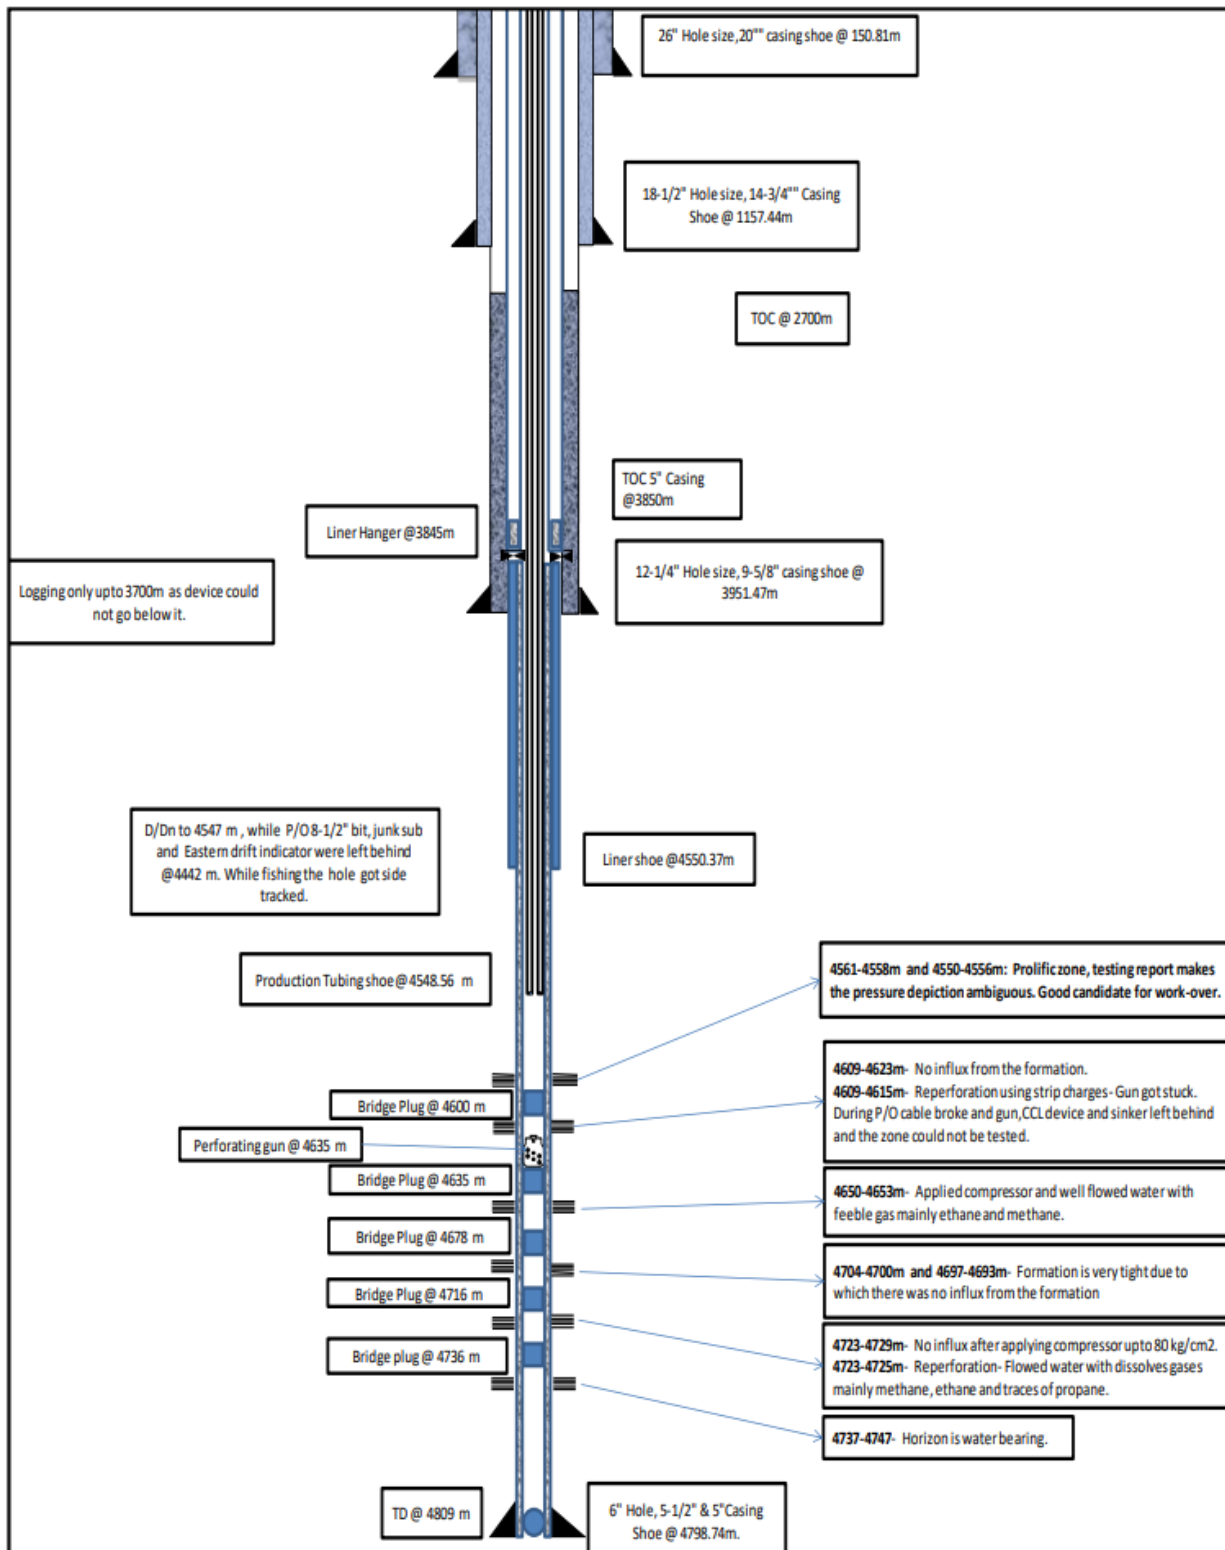 26" Hole size,20"" casing shoe @ 150.81m
18-1/2" Hole size, 14-3/4"" Casing
Shoe @ 1157.44m
TOC @ 2700m
TOC 5" Casing
@3850m
Liner Hanger @3845m
12-1/4" Hole size, 9-5/8" casing shoe @
3951.47m
Logging only upto 3700m as device could
not go below it.
D/Dn to 4547 m , while P/O 8-1/2" bit, junk sub
and Eastern drift indicator were left behind
@4442 m. While fishing the hole got side
tracked.
Liner shoe @4550.37m
Production Tubing shoe @ 4548.56 m
4561-4558m and 4550-4556m: Prolific zone, testing report makes
the pressure depiction ambiguous. Good candidate for work-over.
4609-4623m- No influx from the formation.
4609-4615m- Reperforation using strip charges- Gun got stuck.
During P/O cable broke and gun,CCL device and sinker left behind
and the zone could not be tested.
Bridge Plug @ 4600 m
Perforating gun @ 4635 m
Bridge Plug @ 4635 m
4650-4653m- Applied compressor and well flowed water with
feeble gas mainly ethane and methane.
Bridge Plug @ 4678 m
4704-4700m and 4697-4693m- Formation is very tight due to
which there was no influx from the formation
Bridge Plug @ 4716 m
4723-4729m- No influx after applying compressor upto 80 kg/cm2.
4723-4725m- Reperforation- Flowed water with dissolves gases
mainly methane, ethane and traces of propane.
Bridge plug @ 4736 m
4737-4747- Horizon is water bearing.
TD @ 4809 m
6" Hole, 5-1/2" & 5"Casing
Shoe @ 4798.74m.